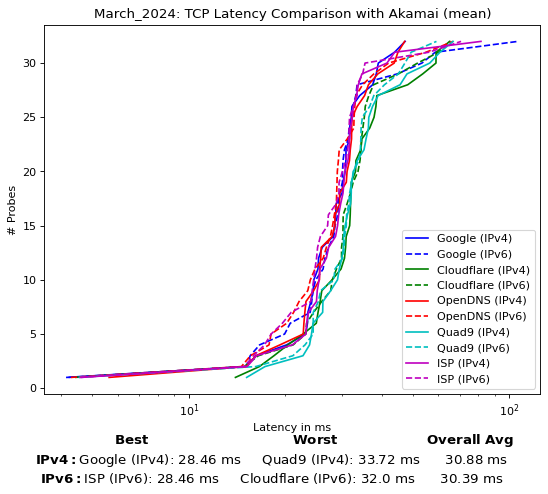 March_2024: TCP Latency Comparison with Akamai (mean)
# Probes
30
25
20
15
10
5
0
Google (IPv4)
Google (IPv6)
Cloudflare (IPv4)
Cloudflare (IPv6)
OpenDNS (IPv4)
OpenDNS (IPv6)
Quad9 (IPv4)
Quad9 (IPv6)
ISP (IPv4)
ISP (IPv6)
10¹ 10²
Latency in ms
Best Worst Overall Avg
IPv4: Google (IPv4): 28.46 ms Quad9 (IPv4): 33.72 ms 30.88 ms
IPv6: ISP (IPv6): 28.46 ms Cloudflare (IPv6): 32.0 ms 30.39 ms